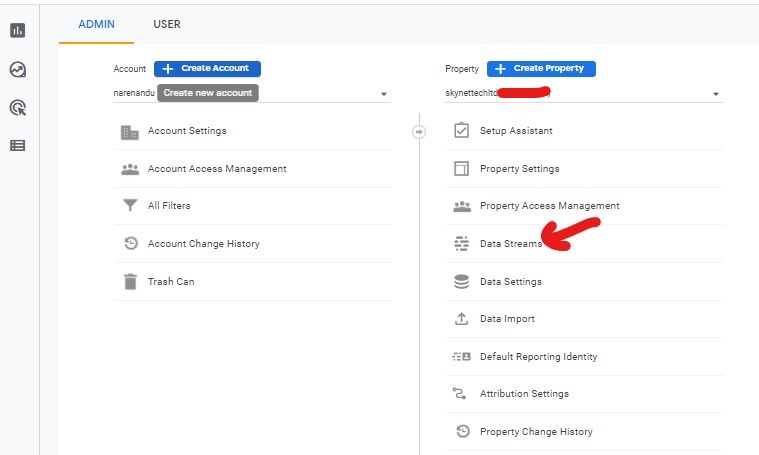 ADMIN USER
Account + Create Account
narenandu Create new account
Account Settings
Account Access Management
All Filters
Account Change History
Trash Can
Property + Create Property
skynettechltd
Setup Assistant
Property Settings
Property Access Management
Data Streams
Data Settings
Data Import
Default Reporting Identity
Attribution Settings
Property Change History